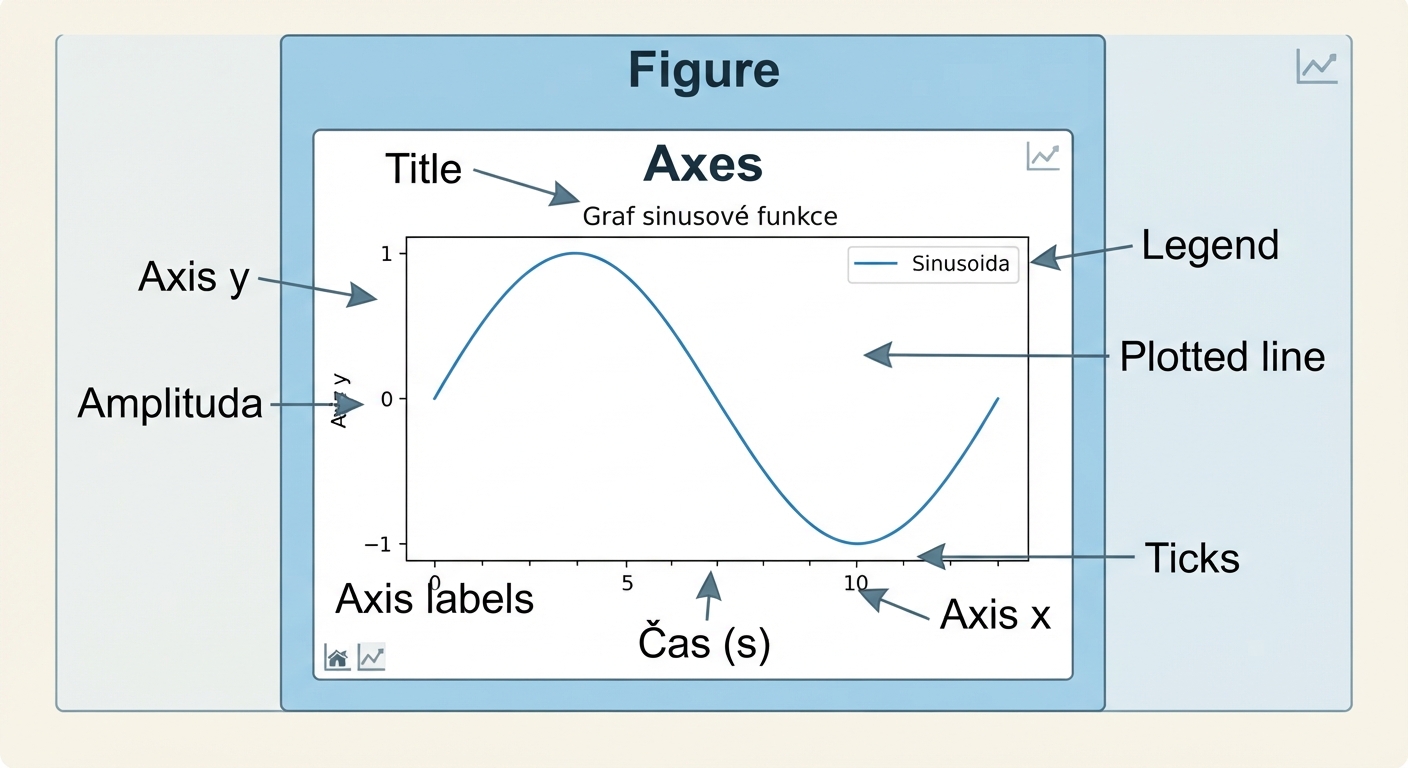 Figure
Axes
Title
Graf sinusové funkce
Legend
Sinusoida
1
Axis y
Plotted line
Amplituda
y
0
−1
Ticks
0
5
10
Axis labels
Axis x
Čas (s)